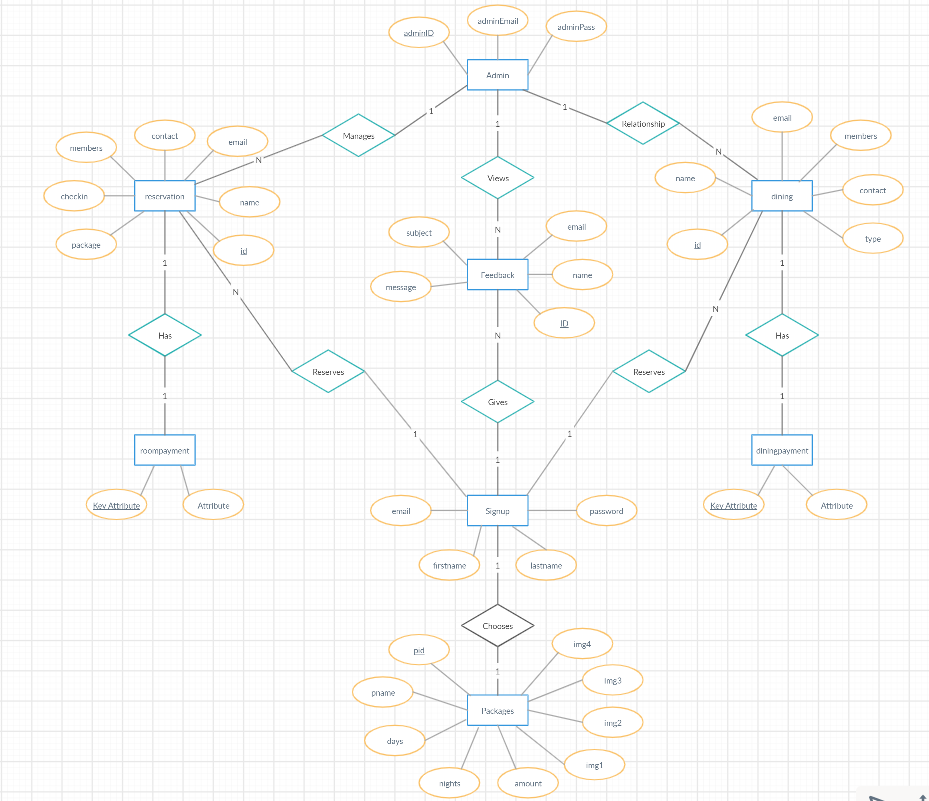 adminEmail
adminID
adminPass
Admin
1
1
1
email
contact
members
email
Manages
Relationship
members
N
N
checkin
reservation
name
name
Views
dining
contact
package
id
subject
N
email
id
type
1
message
Feedback
name
1
N
ID
N
Has
N
Has
Reserves
Reserves
1
Gives
1
1
1
roompayment
1
diningpayment
Key Attribute
Attribute
email
Signup
password
Key Attribute
Attribute
firstname
1
lastname
Chooses
pid
img4
1
pname
img3
Packages
img2
days
img1
nights
amount